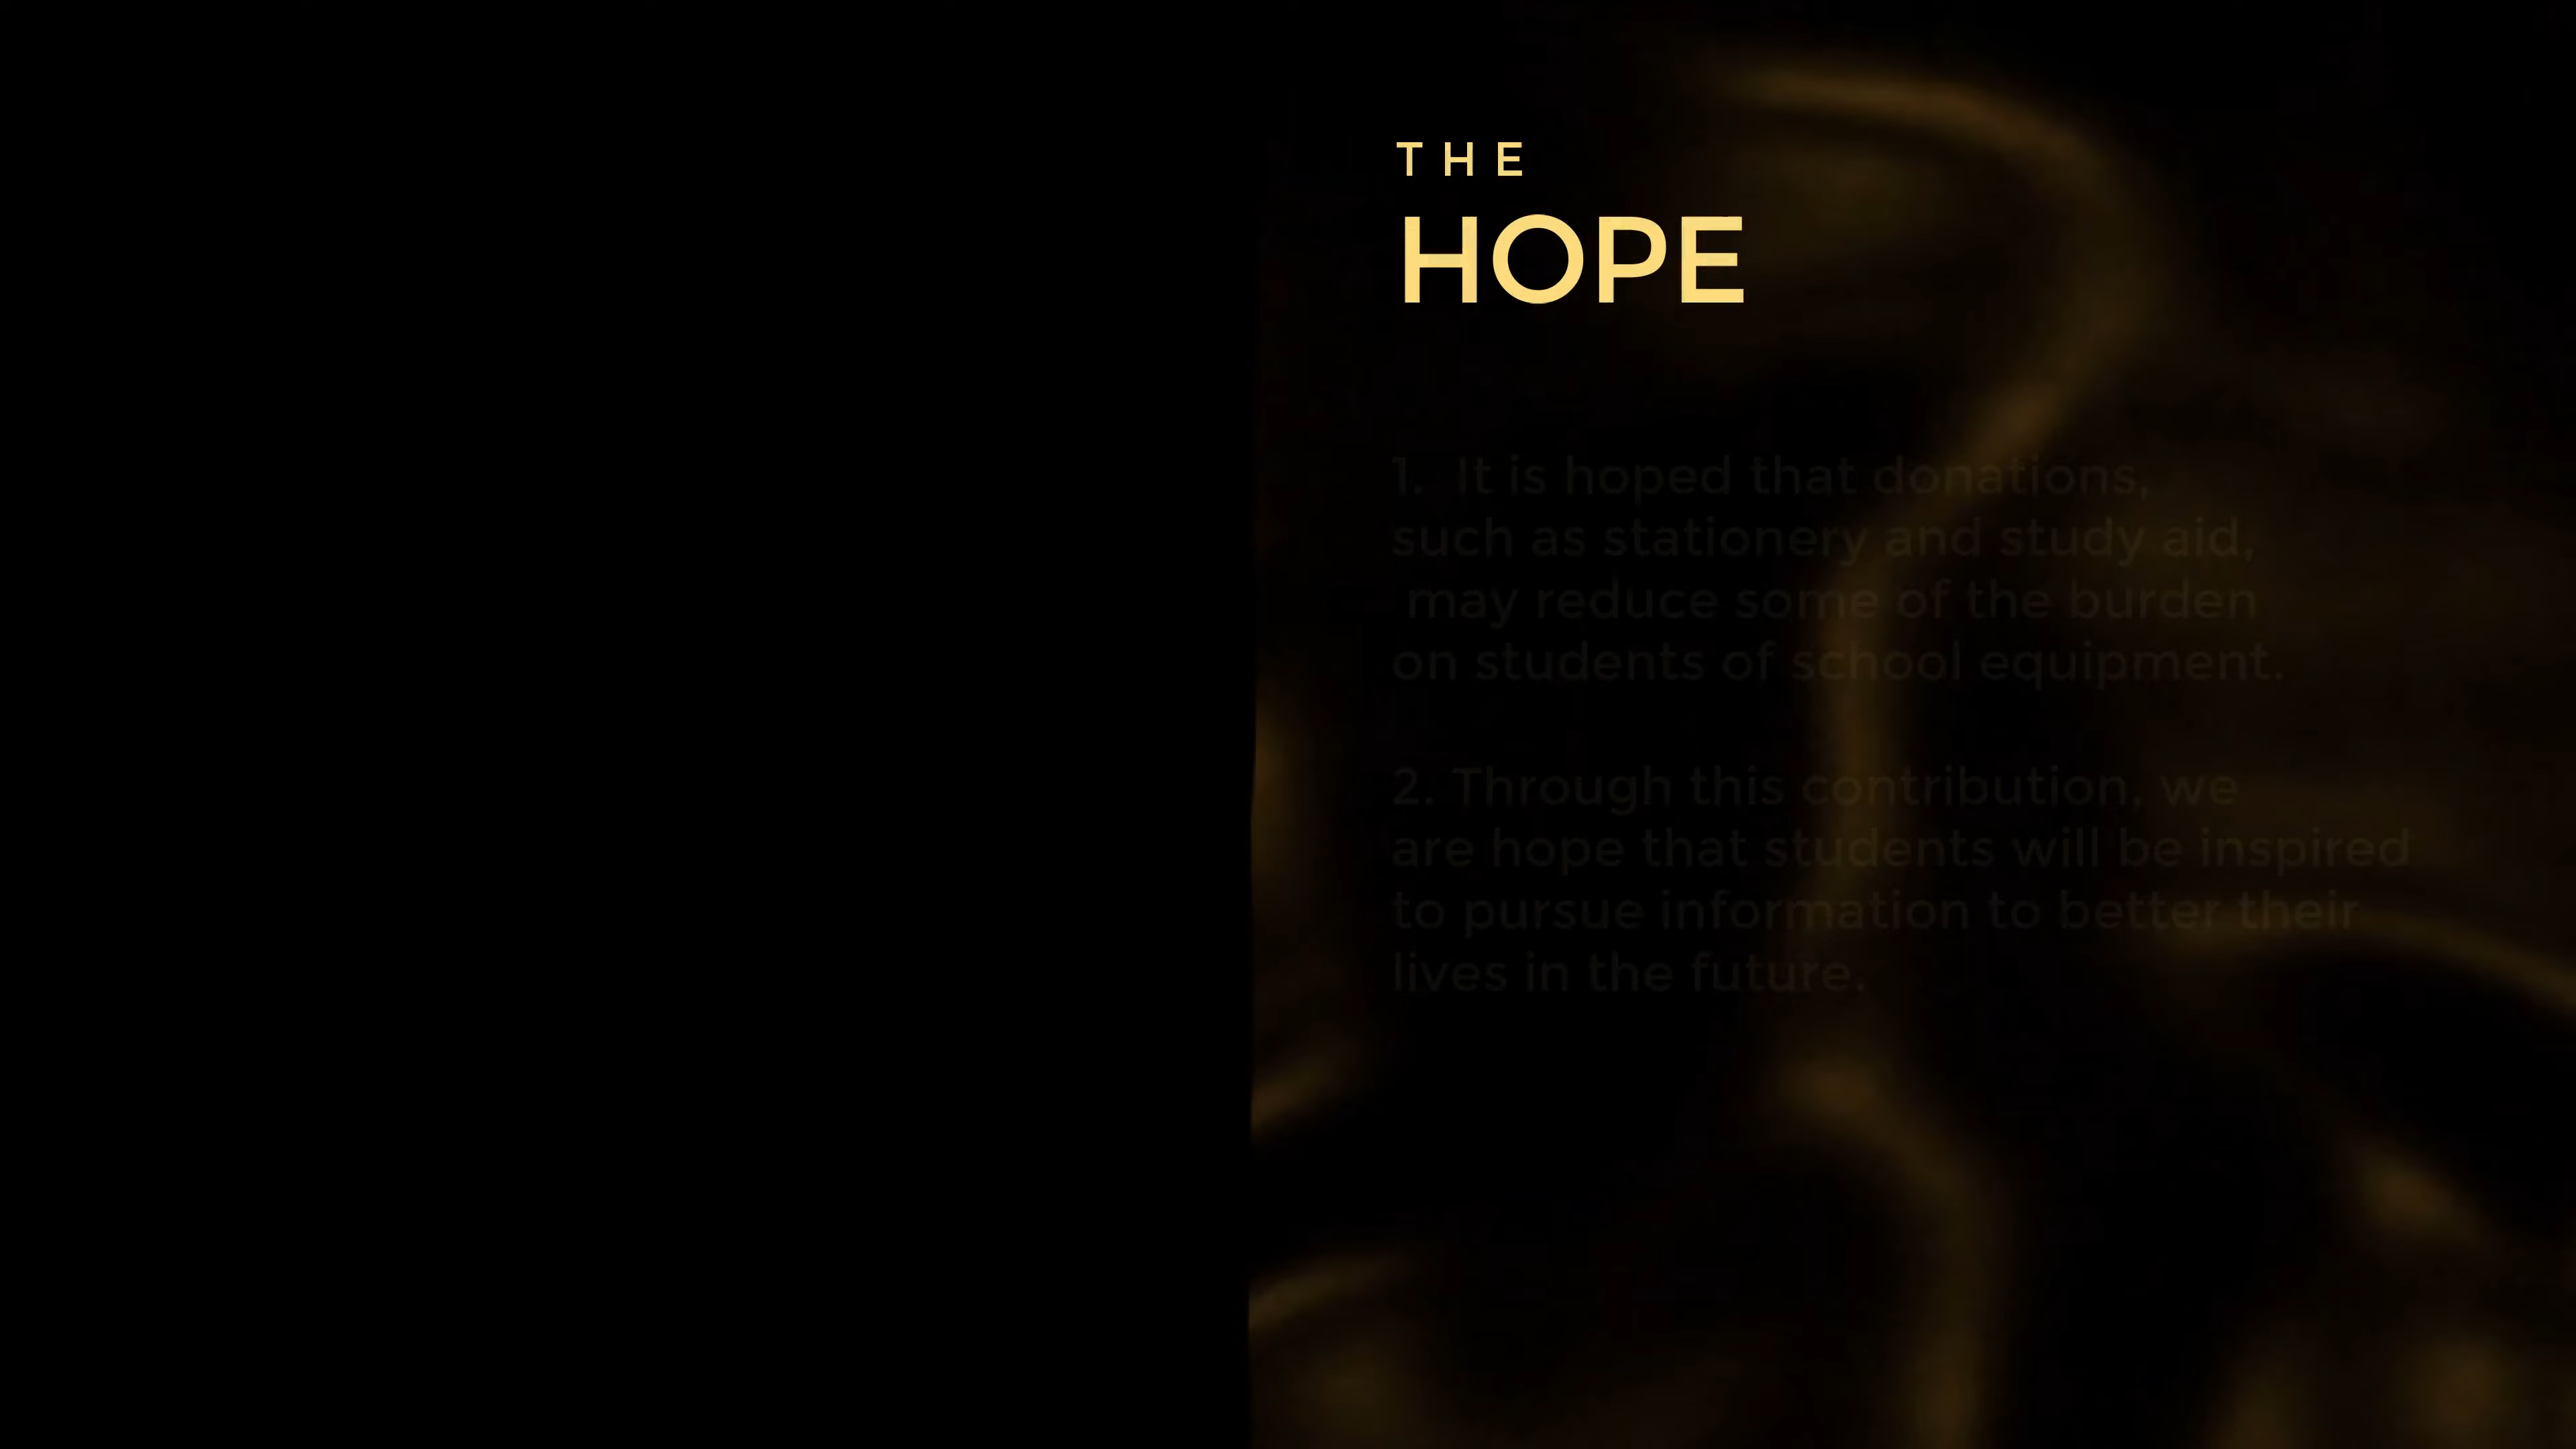 THE
HOPE
1. It is hoped that donations,
such as stationery and study aid,
may reduce some of the burden
on students of school equipment.
2. Through this contribution, we
are hope that students will be inspired
to pursue information to better their
lives in the future.